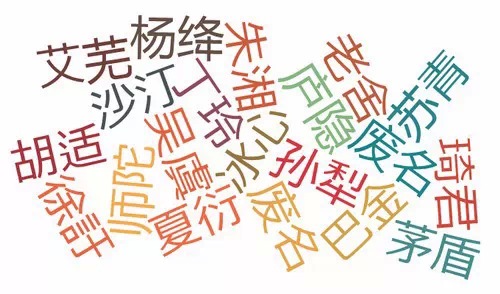 艾芜
杨绛
朱湘
老舍
苏青
沙汀
丁玲
庐隐
废名
胡适
吴虞
冰心
孙犁
琦君
徐訏
师陀
夏衍
废名
金
巴
茅盾